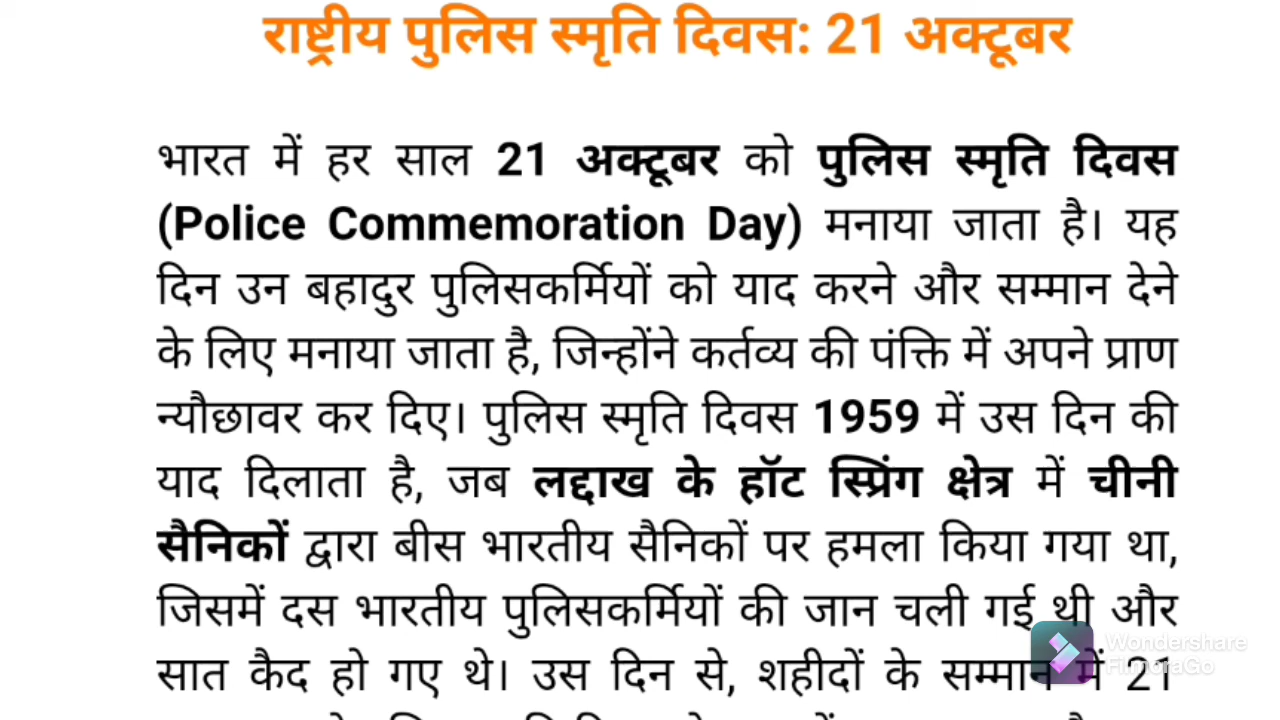 राष्ट्रीय पुलिस स्मृति दिवस: 21 अक्टूबर
भारत में हर साल 21 अक्टूबर को पुलिस स्मृति दिवस
(Police Commemoration Day) मनाया जाता है। यह
दिन उन बहादुर पुलिसकर्मियों को याद करने और सम्मान देने
के लिए मनाया जाता है, जिन्होंने कर्तव्य की पंक्ति में अपने प्राण
न्यौछावर कर दिए। पुलिस स्मृति दिवस 1959 में उस दिन की
याद दिलाता है, जब लद्दाख के हॉट स्प्रिंग क्षेत्र में चीनी
सैनिकों द्वारा बीस भारतीय सैनिकों पर हमला किया गया था,
जिसमें दस भारतीय पुलिसकर्मियों की जान चली गई थी और
सात कैद हो गए थे। उस दिन से, शहीदों के सम्मान में 21
Wondershare
FilmoraGo